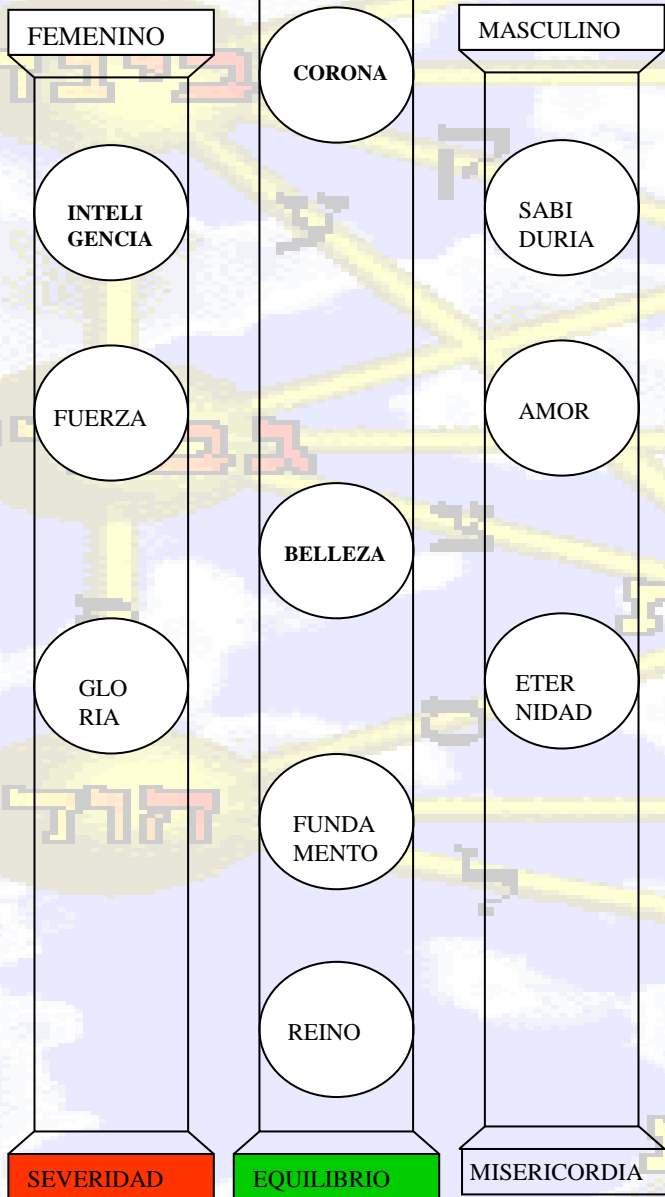 FEMENINO
MASCULINO
CORONA
ק
INTELI
GENCIA
SABI
DURIA
ע
FUERZA
AMOR
BELLEZA
צ
GLO
RIA
ETER
NIDAD
הוד
FUNDA
MENTO
ל
REINO
SEVERIDAD
EQUILIBRIO
MISERICORDIA